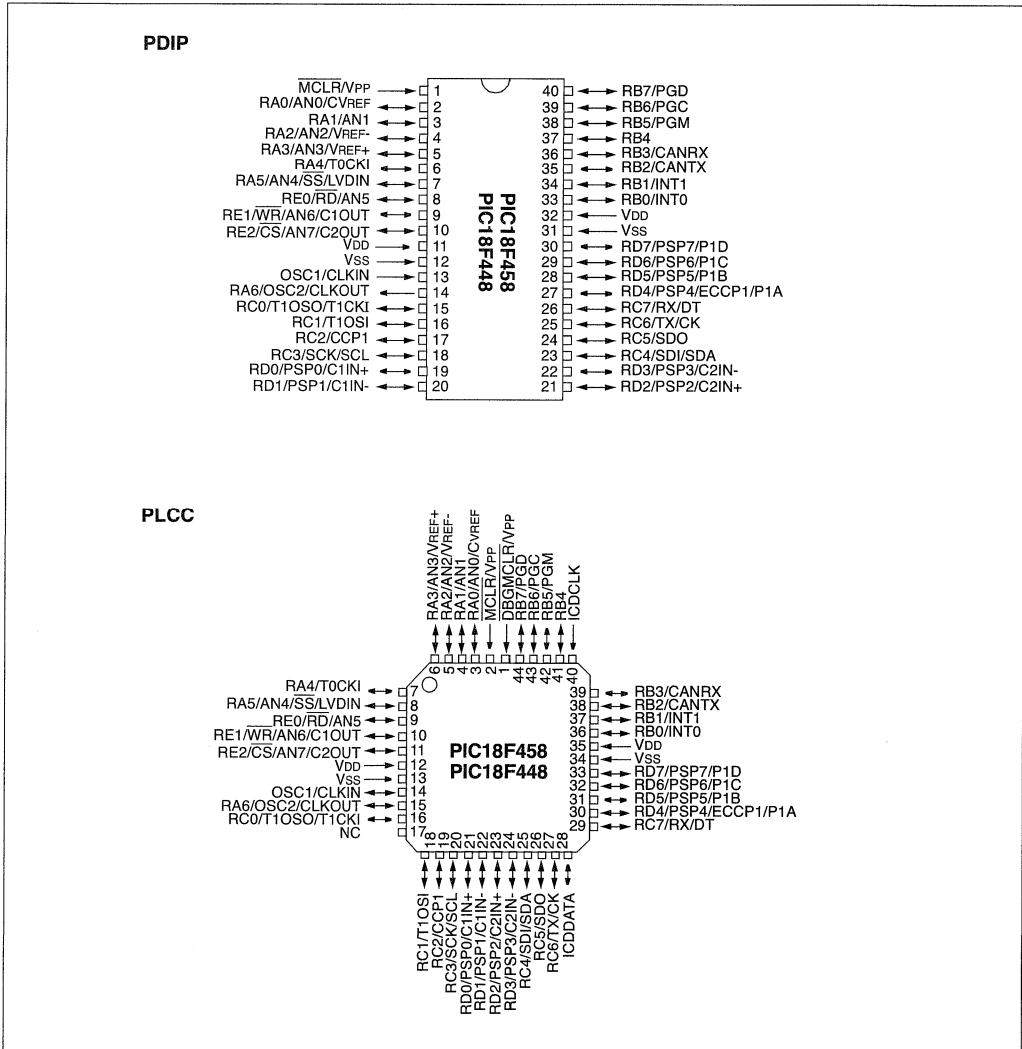 PDIP
MCLR/VPP 1 40 RB7/PGD
RA0/AN0/CVREF 2 39 RB6/PGC
RA1/AN1 3 38 RB5/PGM
RA2/AN2/VREF- 4 37 RB4
RA3/AN3/VREF+ 5 36 RB3/CANRX
RA4/T0CKI 6 35 RB2/CANTX
RA5/AN4/SS/LVDIN 7 34 RB1/INT1
RE0/RD/AN5 8 33 RB0/INT0
RE1/WR/AN6/C1OUT 9 32 VDD
RE2/CS/AN7/C2OUT 10 31 VSS
VDD 11 30 RD7/PSP7/P1D
VSS 12 29 RD6/PSP6/P1C
OSC1/CLKIN 13 28 RD5/PSP5/P1B
RA6/OSC2/CLKOUT 14 27 RD4/PSP4/ECCP1/P1A
RC0/T1OSO/T1CKI 15 26 RC7/RX/DT
RC1/T1OSI 16 25 RC6/TX/CK
RC2/CCP1 17 24 RC5/SDO
RC3/SCK/SCL 18 23 RC4/SDI/SDA
RD0/PSP0/C1IN+ 19 22 RD3/PSP3/C2IN-
RD1/PSP1/C1IN- 20 21 RD2/PSP2/C2IN+
PIC18F458
PIC18F448
PLCC
RA3/AN3/VREF+
RA2/AN2/VREF-
RA1/AN1
RA0/AN0/CVREF
MCLR/VPP
DBGMCLR/VPP
RB7/PGD
RB6/PGC
RB5/PGM
RB4
ICDCLK
6 5 4 3 2 1 44 43 42 41 40
RA4/T0CKI 7 39 RB3/CANRX
RA5/AN4/SS/LVDIN 8 38 RB2/CANTX
RE0/RD/AN5 9 37 RB1/INT1
RE1/WR/AN6/C1OUT 10 36 RB0/INT0
RE2/CS/AN7/C2OUT 11 35 VDD
VDD 12 34 VSS
VSS 13 33 RD7/PSP7/P1D
OSC1/CLKIN 14 32 RD6/PSP6/P1C
RA6/OSC2/CLKOUT 15 31 RD5/PSP5/P1B
RC0/T1OSO/T1CKI 16 30 RD4/PSP4/ECCP1/P1A
NC 17 29 RC7/RX/DT
PIC18F458
PIC18F448
18 19 20 21 22 23 24 25 26 27 28
RC1/T1OSI
RC2/CCP1
RC3/SCK/SCL
RD0/PSP0/C1IN+
RD1/PSP1/C1IN-
RD2/PSP2/C2IN+
RD3/PSP3/C2IN-
RC4/SDI/SDA
RC5/SDO
RC6/TX/CK
ICDDATA